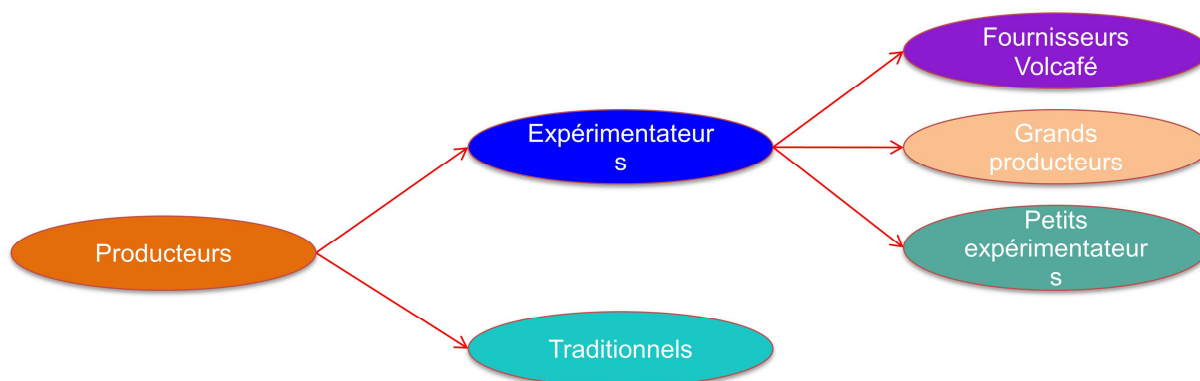 Fournisseurs
Volcafé
Expérimentateur
s
Grands
producteurs
Producteurs
Petits
expérimentateur
s
Traditionnels